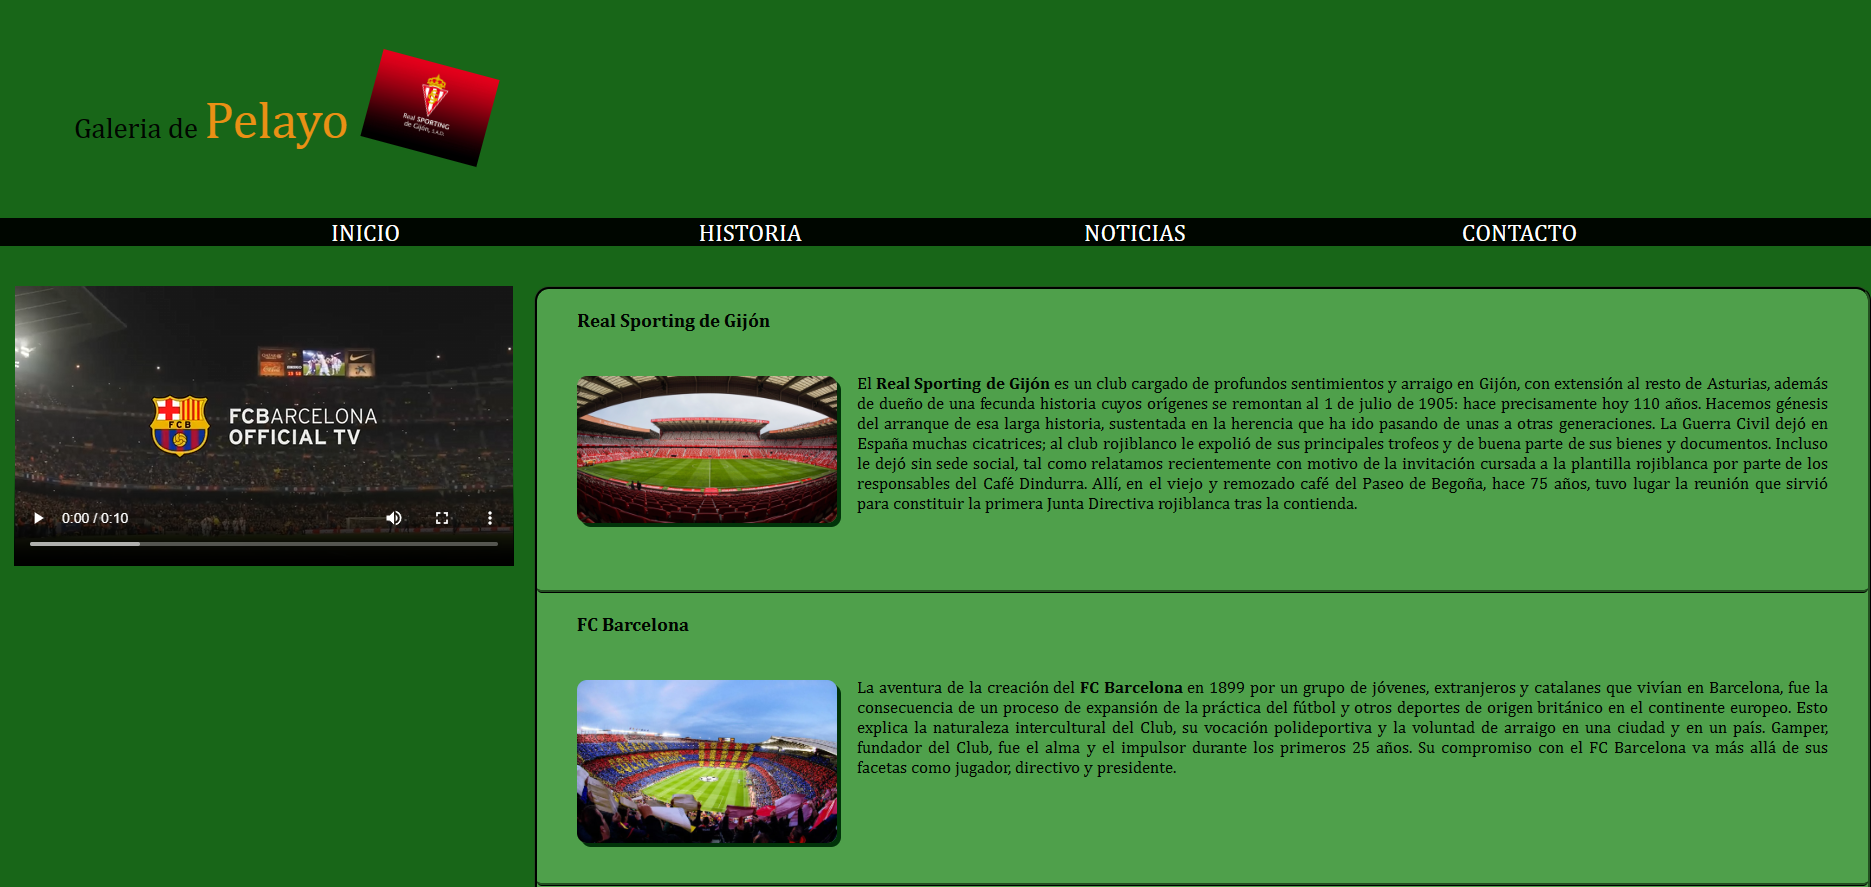 Galeria de Pelayo
Real SPORTING
de Gijón, S.A.D.
INICIO HISTORIA NOTICIAS CONTACTO
FCB
FCBARCELONA
OFFICIAL TV
0:00 / 0:10
Real Sporting de Gijón
El Real Sporting de Gijón es un club cargado de profundos sentimientos y arraigo en Gijón, con extensión al resto de Asturias, además
de dueño de una fecunda historia cuyos orígenes se remontan al 1 de julio de 1905: hace precisamente hoy 110 años. Hacemos génesis
del arranque de esa larga historia, sustentada en la herencia que ha ido pasando de unas a otras generaciones. La Guerra Civil dejó en
España muchas cicatrices; al club rojiblanco le expolió de sus principales trofeos y de buena parte de sus bienes y documentos. Incluso
le dejó sin sede social, tal como relatamos recientemente con motivo de la invitación cursada a la plantilla rojiblanca por parte de los
responsables del Café Dindurra. Allí, en el viejo y remozado café del Paseo de Begoña, hace 75 años, tuvo lugar la reunión que sirvió
para constituir la primera Junta Directiva rojiblanca tras la contienda.
FC Barcelona
La aventura de la creación del FC Barcelona en 1899 por un grupo de jóvenes, extranjeros y catalanes que vivían en Barcelona, fue la
consecuencia de un proceso de expansión de la práctica del fútbol y otros deportes de origen británico en el continente europeo. Esto
explica la naturaleza intercultural del Club, su vocación polideportiva y la voluntad de arraigo en una ciudad y en un país. Gamper,
fundador del Club, fue el alma y el impulsor durante los primeros 25 años. Su compromiso con el FC Barcelona va más allá de sus
facetas como jugador, directivo y presidente.